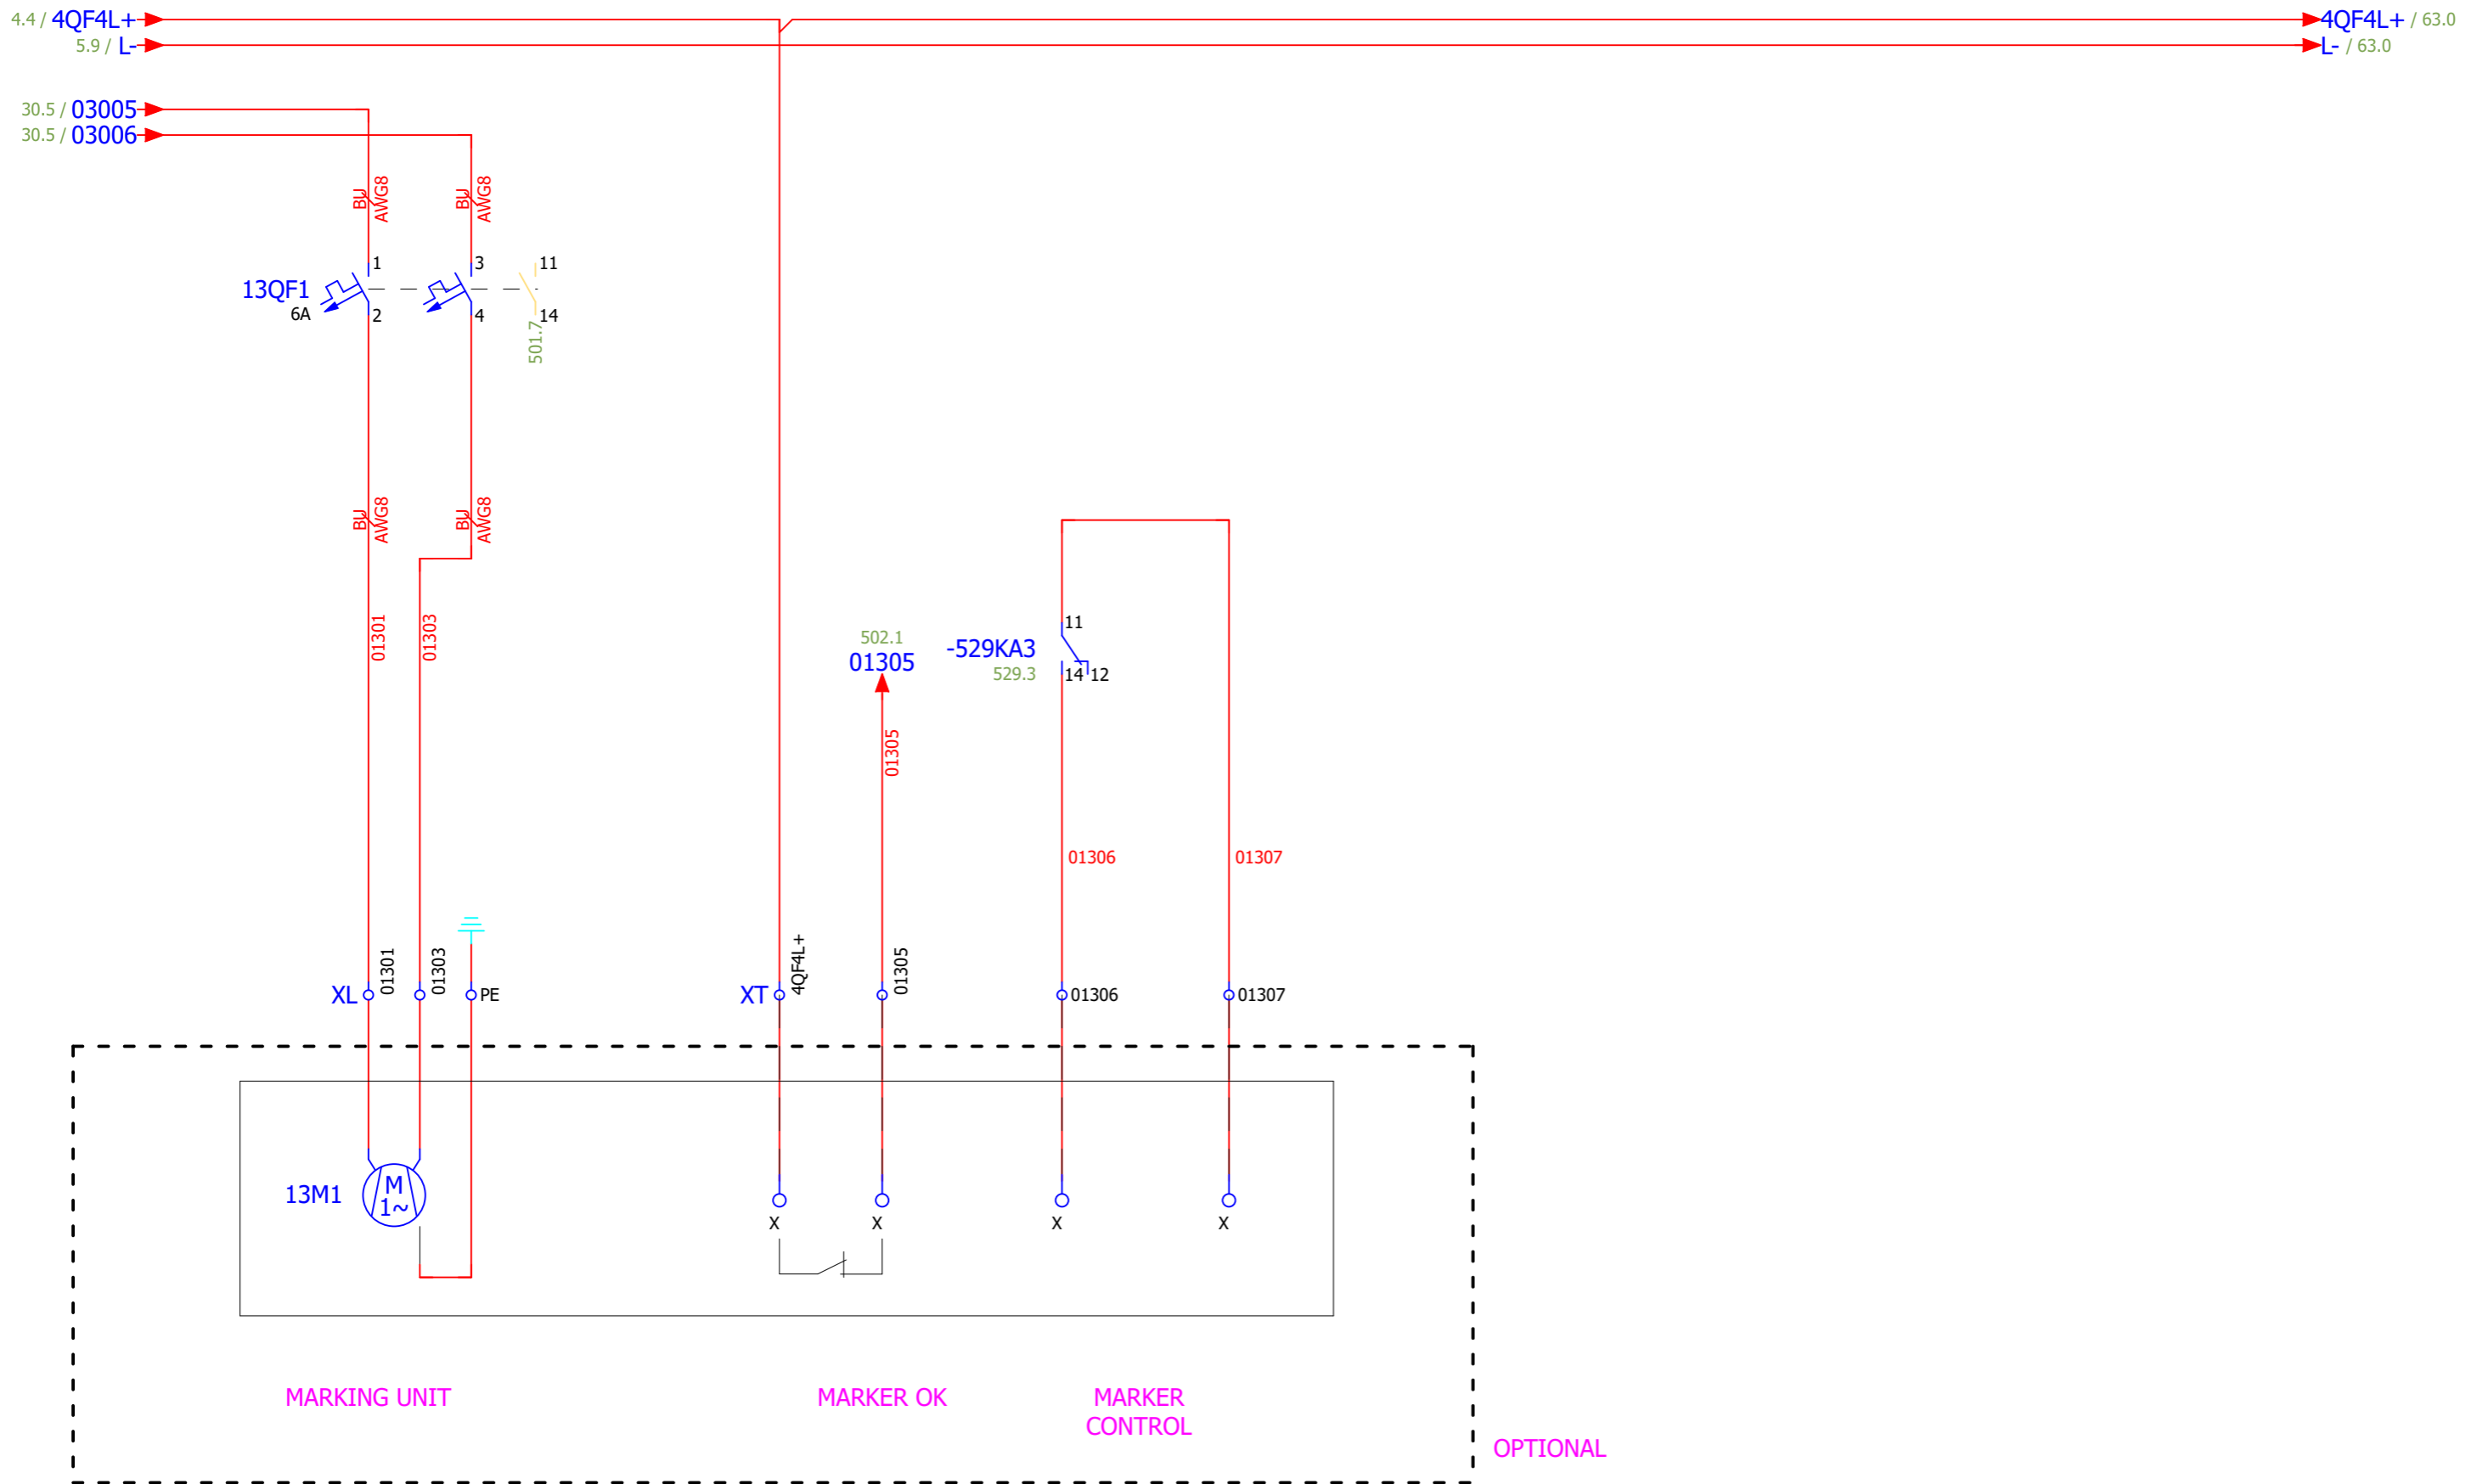 4.4 / 4QF4L+
4QF4L+ / 63.0
5.9 / L-
L- / 63.0
30.5 / 03005
30.5 / 03006
BU
AWG8
BU
AWG8
13QF1
6A
1
2
3
4
11
14
501.7
BU
AWG8
BU
AWG8
01301
01303
502.1
01305
01305
-529KA3
529.3
11
14
12
01306
01307
XL
01301
01303
PE
XT
4QF4L+
01305
01306
01307
13M1
M
1~
X
X
X
X
MARKING UNIT
MARKER OK
MARKER
CONTROL
OPTIONAL